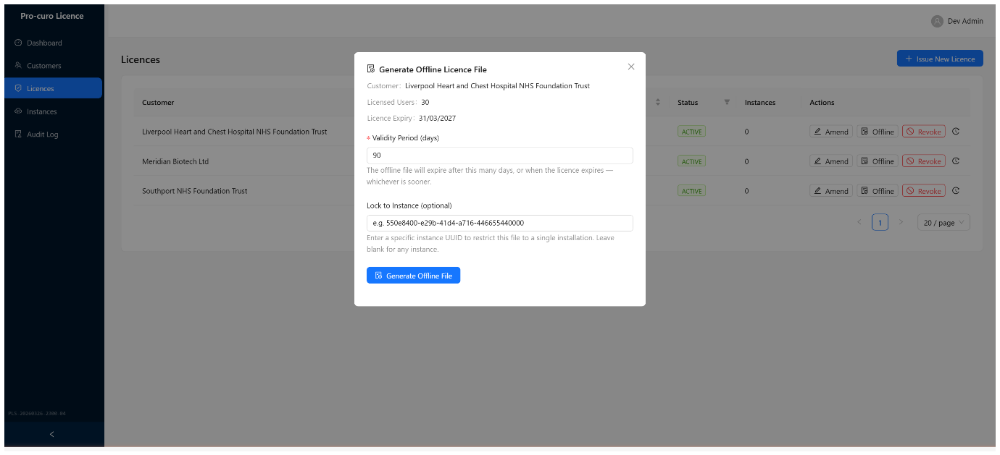 Pro-curo Licence
Dashboard
Customers
Licences
Instances
Audit Log
PLS-20260326-2200-04
Dev Admin
Licences
Issue New Licence
Customer Status Instances Actions
Liverpool Heart and Chest Hospital NHS Foundation Trust ACTIVE 0 Amend Offline Revoke
Meridian Biotech Ltd ACTIVE 0 Amend Offline Revoke
Southport NHS Foundation Trust ACTIVE 0 Amend Offline Revoke
1 20 / page
Generate Offline Licence File
Customer: Liverpool Heart and Chest Hospital NHS Foundation Trust
Licensed Users: 30
Licence Expiry: 31/03/2027
* Validity Period (days)
90
The offline file will expire after this many days, or when the licence expires —
whichever is sooner.
Lock to Instance (optional)
e.g. 550e8400-e29b-41d4-a716-446655440000
Enter a specific instance UUID to restrict this file to a single installation. Leave
blank for any instance.
Generate Offline File